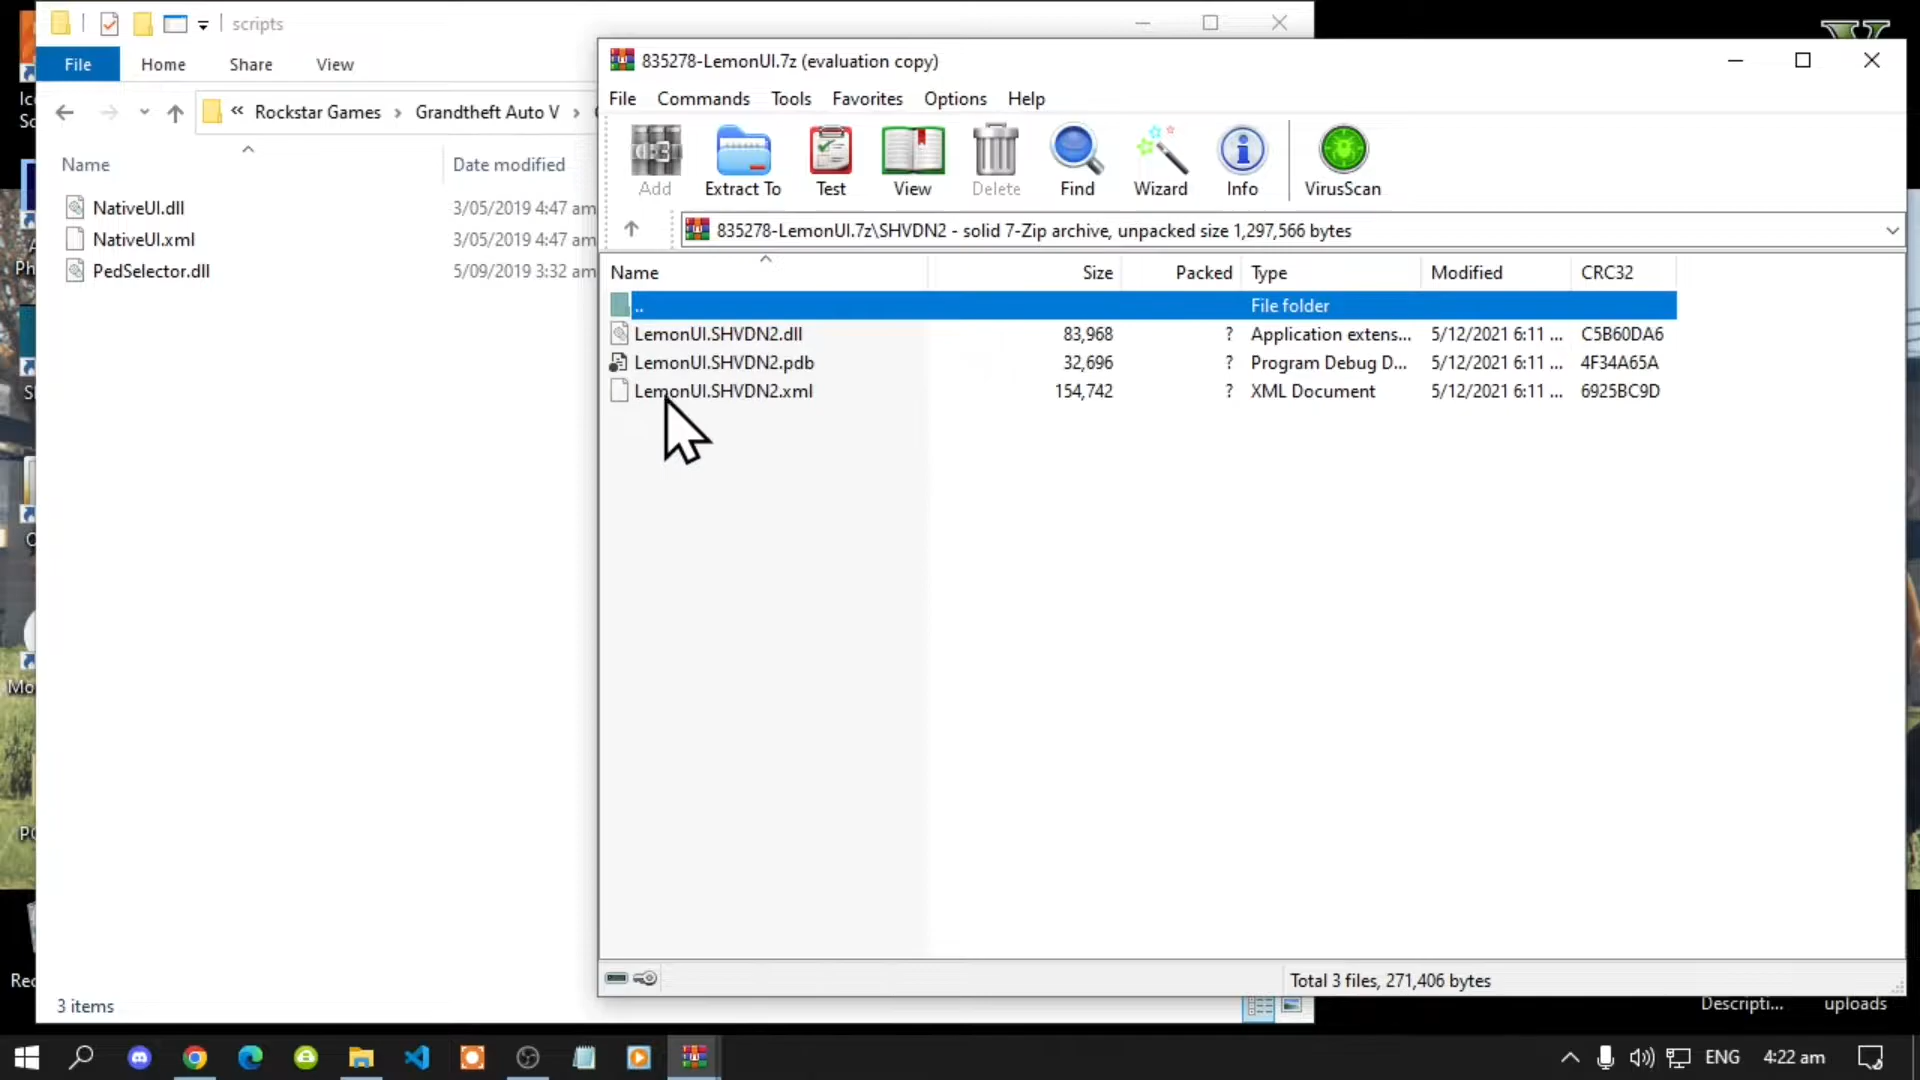 scripts
File
Home
Share
View
« Rockstar Games › Grandtheft Auto V ›
Name
Date modified
NativeUI.dll
3/05/2019 4:47 am
NativeUI.xml
3/05/2019 4:47 am
PedSelector.dll
5/09/2019 3:32 am
3 items
835278-LemonUI.7z (evaluation copy)
File Commands Tools Favorites Options Help
Add
Extract To
Test
View
Delete
Find
Wizard
Info
VirusScan
835278-LemonUI.7z\SHVDN2 - solid 7-Zip archive, unpacked size 1,297,566 bytes
Name Size Packed Type Modified CRC32
.. File folder
LemonUI.SHVDN2.dll 83,968 ? Application extens... 5/12/2021 6:11 ... C5B60DA6
LemonUI.SHVDN2.pdb 32,696 ? Program Debug D... 5/12/2021 6:11 ... 4F34A65A
LemonUI.SHVDN2.xml 154,742 ? XML Document 5/12/2021 6:11 ... 6925BC9D
Total 3 files, 271,406 bytes
Descripti...
uploads
ENG
4:22 am